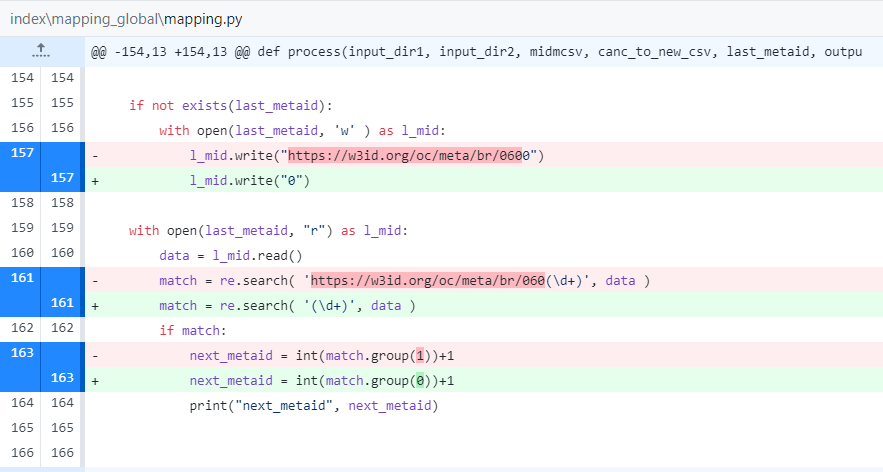 index\mapping_global\mapping.py
@@ -154,13 +154,13 @@ def process(input_dir1, input_dir2, midmcsv, canc_to_new_csv, last_metaid, outpu
154 154
155 155     if not exists(last_metaid):
156 156         with open(last_metaid, 'w' ) as l_mid:
157 -             l_mid.write("https://w3id.org/oc/meta/br/0600")
157 +             l_mid.write("0")
158 158
159 159     with open(last_metaid, "r") as l_mid:
160 160         data = l_mid.read()
161 -         match = re.search( 'https://w3id.org/oc/meta/br/060(\d+)', data )
161 +         match = re.search( '(\d+)', data )
162 162         if match:
163 -             next_metaid = int(match.group(1))+1
163 +             next_metaid = int(match.group(0))+1
164 164             print("next_metaid", next_metaid)
165 165
166 166